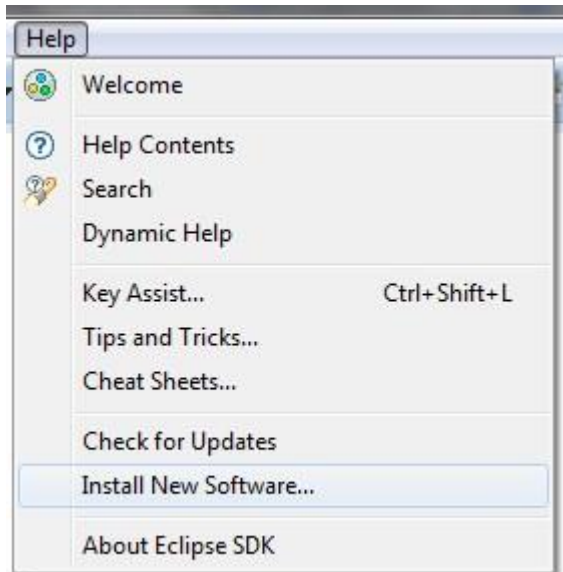 Help
Welcome
Help Contents
Search
Dynamic Help
Key Assist... Ctrl+Shift+L
Tips and Tricks...
Cheat Sheets...
Check for Updates
Install New Software...
About Eclipse SDK